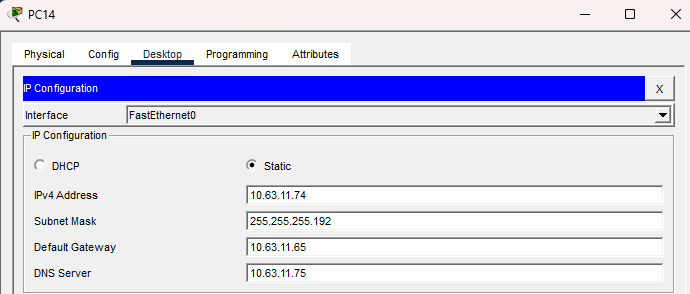 PC14
Physical Config Desktop Programming Attributes
IP Configuration X
Interface FastEthernet0
IP Configuration
DHCP Static
IPv4 Address 10.63.11.74
Subnet Mask 255.255.255.192
Default Gateway 10.63.11.65
DNS Server 10.63.11.75